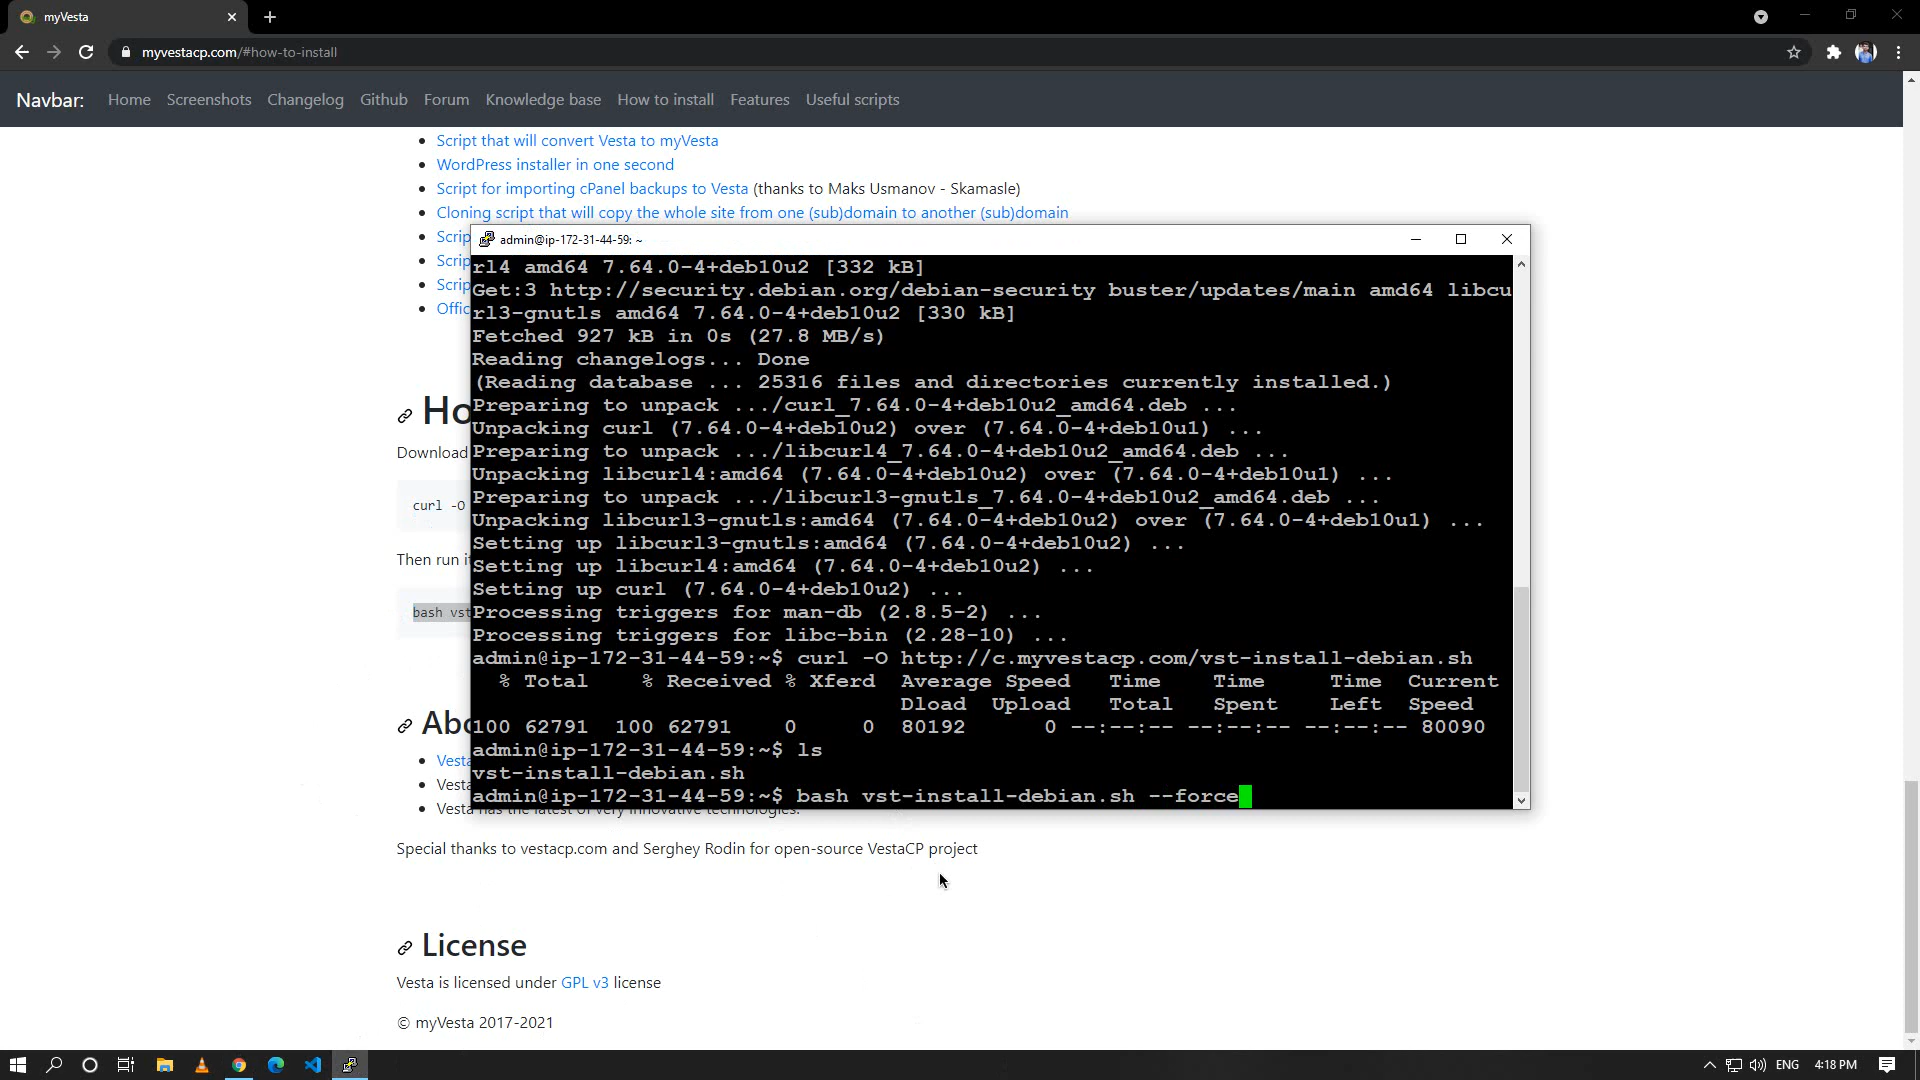 myVesta
myvestacp.com/#how-to-install
Navbar: Home Screenshots Changelog Github Forum Knowledge base How to install Features Useful scripts
Script that will convert Vesta to myVesta
WordPress installer in one second
Script for importing cPanel backups to Vesta (thanks to Maks Usmanov - Skamasle)
Cloning script that will copy the whole site from one (sub)domain to another (sub)domain
Scrip
Scrip
Scrip
Offic
Ho
Download
curl -O
Then run i
bash vst
Abo
Vesta
Vesta
Vesta has the latest of very innovative technologies.
admin@ip-172-31-44-59: ~
rl4 amd64 7.64.0-4+deb10u2 [332 kB]
Get:3 http://security.debian.org/debian-security buster/updates/main amd64 libcu
rl3-gnutls amd64 7.64.0-4+deb10u2 [330 kB]
Fetched 927 kB in 0s (27.8 MB/s)
Reading changelogs... Done
(Reading database ... 25316 files and directories currently installed.)
Preparing to unpack .../curl_7.64.0-4+deb10u2_amd64.deb ...
Unpacking curl (7.64.0-4+deb10u2) over (7.64.0-4+deb10u1) ...
Preparing to unpack .../libcurl4_7.64.0-4+deb10u2_amd64.deb ...
Unpacking libcurl4:amd64 (7.64.0-4+deb10u2) over (7.64.0-4+deb10u1) ...
Preparing to unpack .../libcurl3-gnutls_7.64.0-4+deb10u2_amd64.deb ...
Unpacking libcurl3-gnutls:amd64 (7.64.0-4+deb10u2) over (7.64.0-4+deb10u1) ...
Setting up libcurl3-gnutls:amd64 (7.64.0-4+deb10u2) ...
Setting up libcurl4:amd64 (7.64.0-4+deb10u2) ...
Setting up curl (7.64.0-4+deb10u2) ...
Processing triggers for man-db (2.8.5-2) ...
Processing triggers for libc-bin (2.28-10) ...
admin@ip-172-31-44-59:~$ curl -O http://c.myvestacp.com/vst-install-debian.sh
% Total % Received % Xferd Average Speed Time Time Time Current
Dload Upload Total Spent Left Speed
100 62791 100 62791 0 0 80192 0 --:--:-- --:--:-- --:--:-- 80090
admin@ip-172-31-44-59:~$ ls
vst-install-debian.sh
admin@ip-172-31-44-59:~$ bash vst-install-debian.sh --force
Special thanks to vestacp.com and Serghey Rodin for open-source VestaCP project
License
Vesta is licensed under GPL v3 license
© myVesta 2017-2021
ENG 4:18 PM